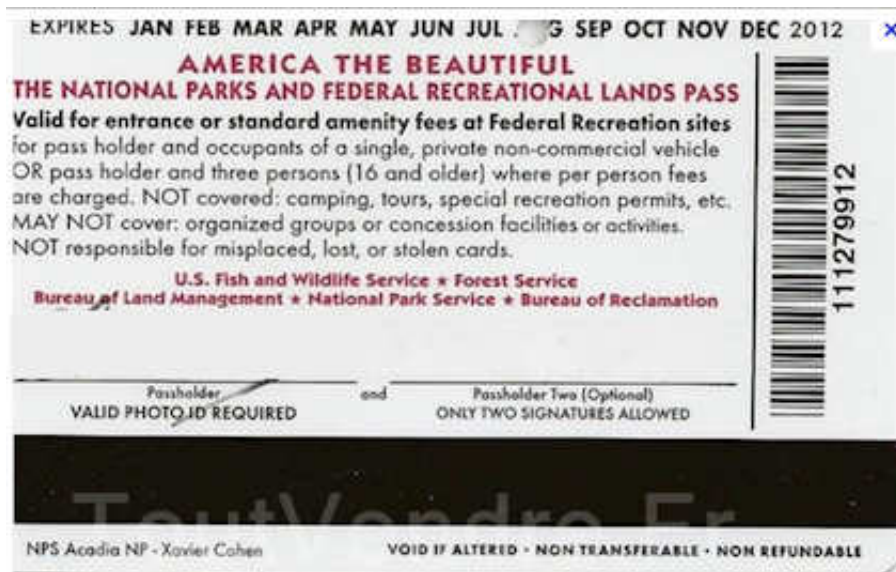 EXPIRES JAN FEB MAR APR MAY JUN JUL G SEP OCT NOV DEC 2012
AMERICA THE BEAUTIFUL
THE NATIONAL PARKS AND FEDERAL RECREATIONAL LANDS PASS
Valid for entrance or standard amenity fees at Federal Recreation sites
for pass holder and occupants of a single, private non-commercial vehicle
OR pass holder and three persons (16 and older) where per person fees
are charged. NOT covered: camping, tours, special recreation permits, etc.
MAY NOT cover: organized groups or concession facilities or activities.
NOT responsible for misplaced, lost, or stolen cards.
U.S. Fish and Wildlife Service ★ Forest Service
Bureau of Land Management ★ National Park Service ★ Bureau of Reclamation
Passholder and Passholder Two (Optional)
VALID PHOTO ID REQUIRED ONLY TWO SIGNATURES ALLOWED
111279912
ToutVendre.Fr
NPS Acadia NP - Xavier Cohen VOID IF ALTERED - NON TRANSFERABLE - NON REFUNDABLE